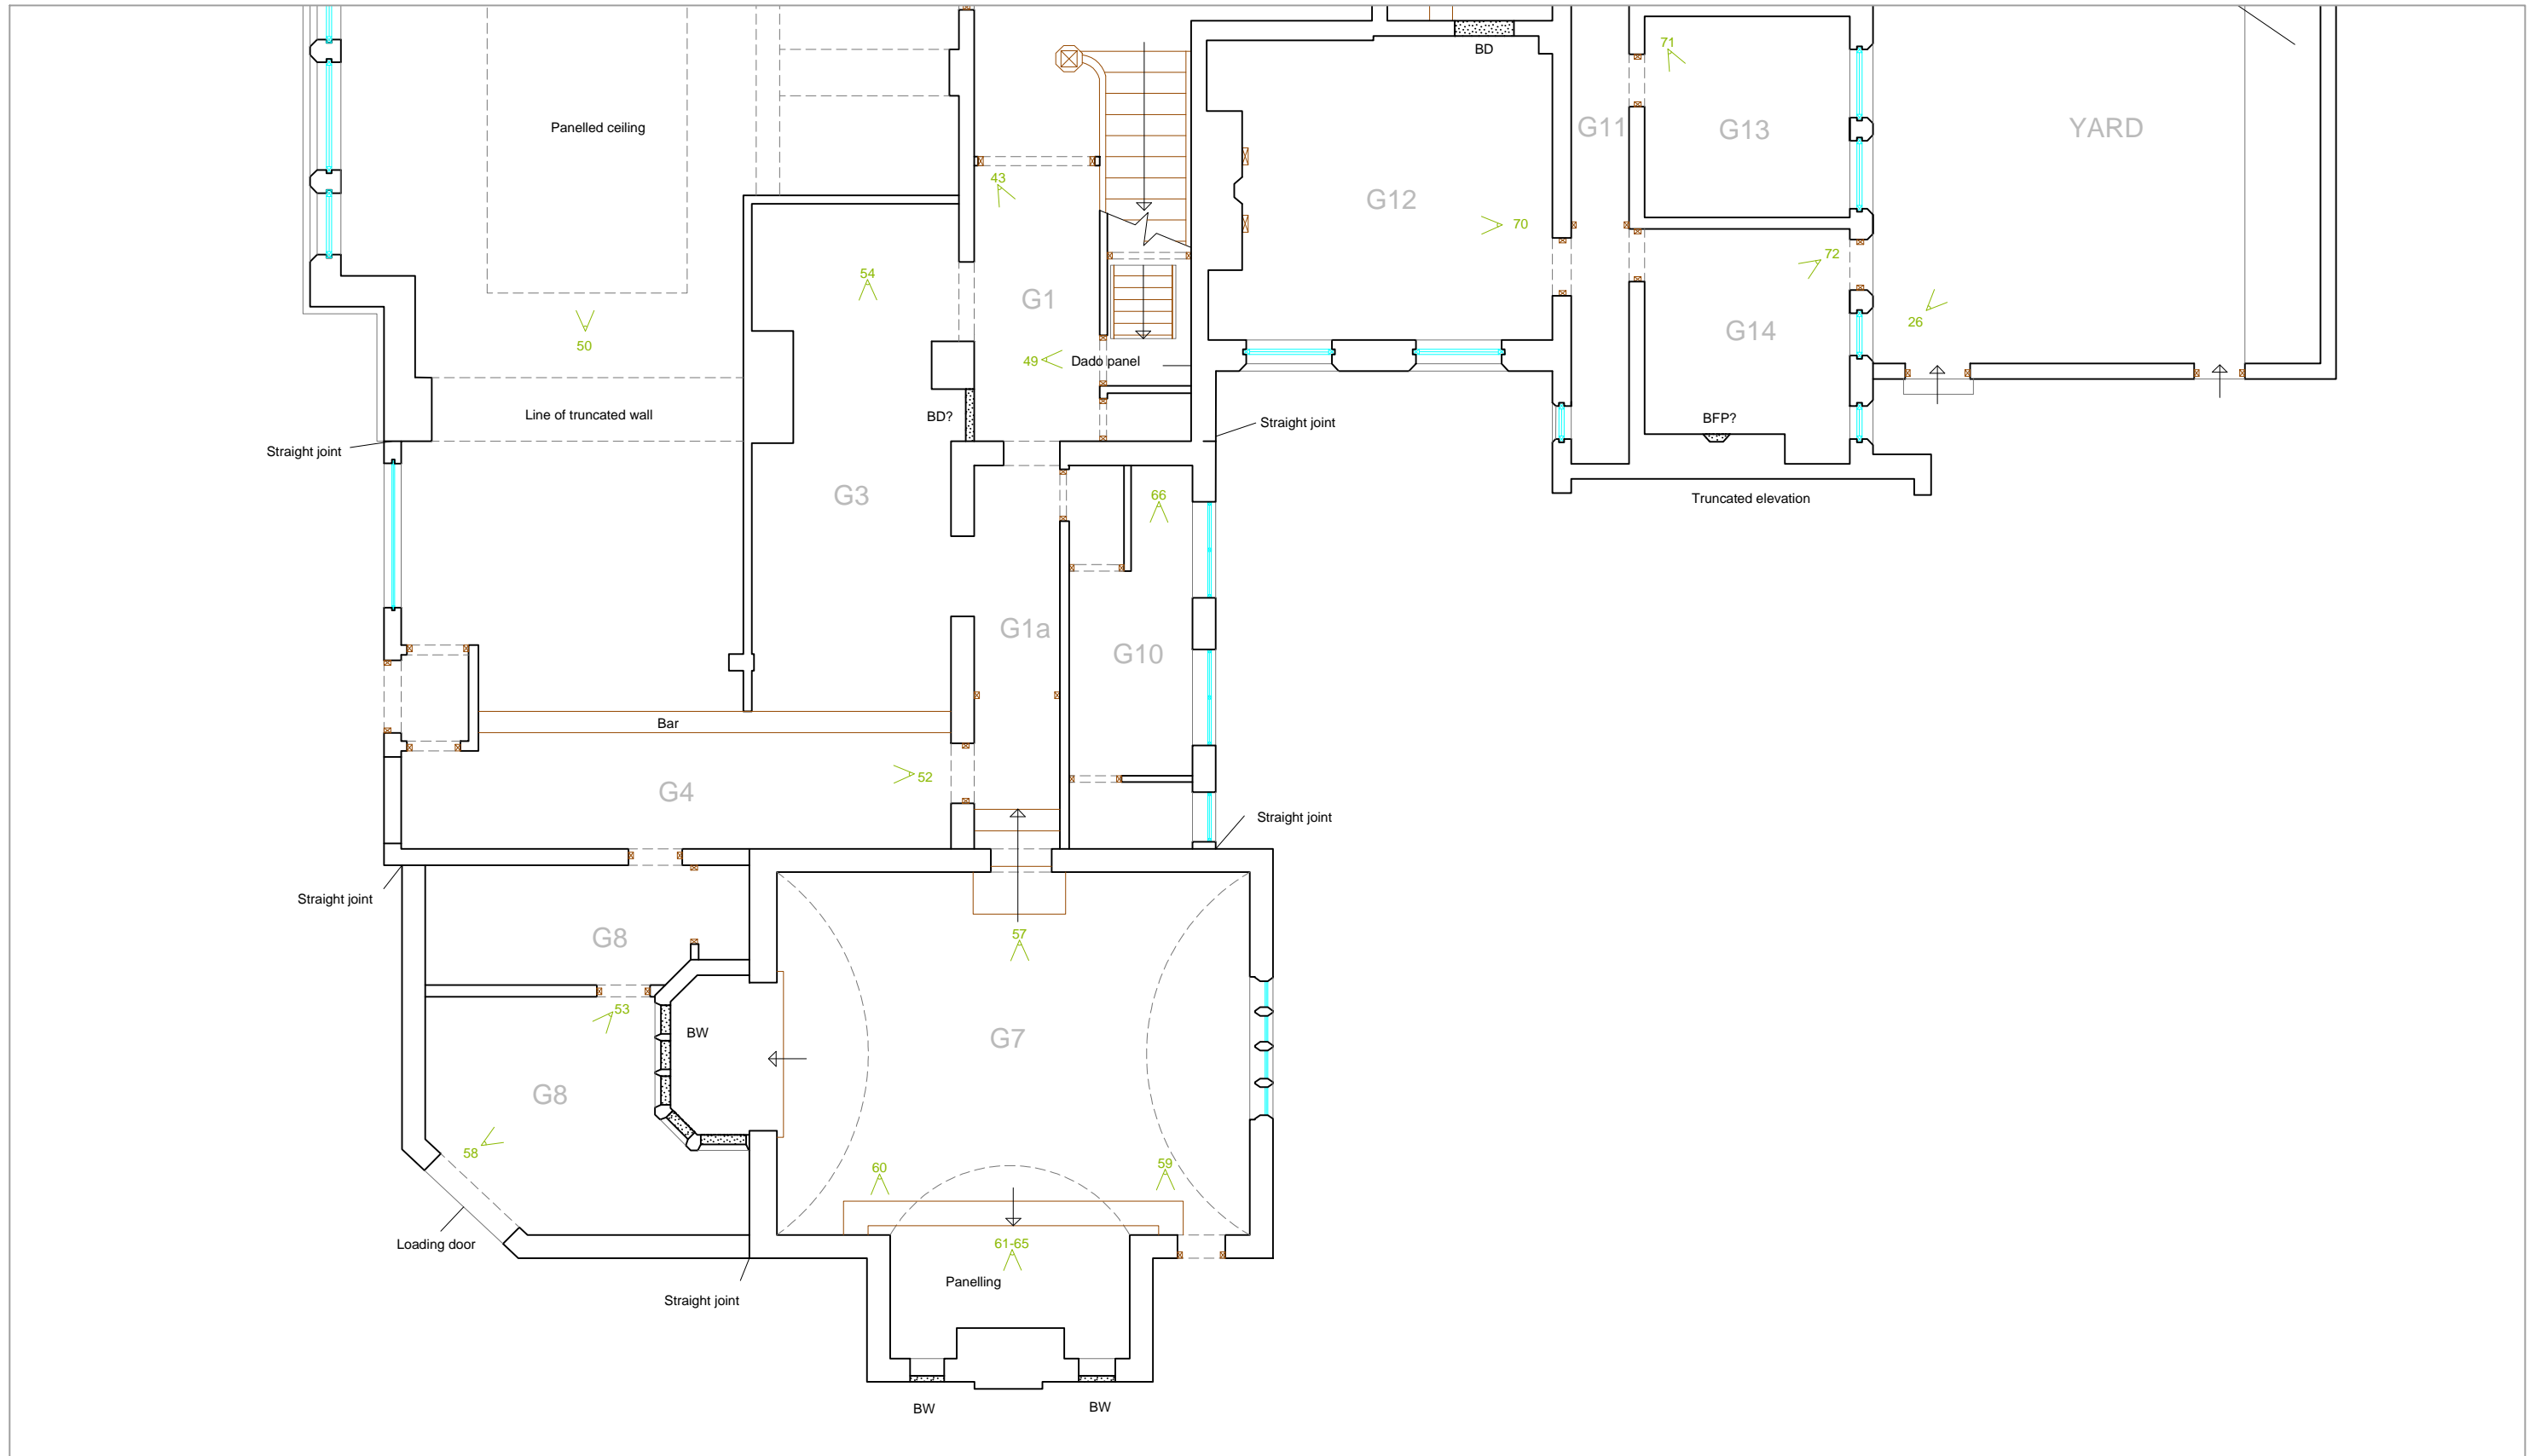 BD
71
Panelled ceiling
G11
G13
YARD
43
G12
70
54
72
G1
26
50
G14
49
Dado panel
Line of truncated wall
BD?
BFP?
Straight joint
Straight joint
G3
66
Truncated elevation
G1a
G10
Bar
52
G4
Straight joint
Straight joint
G8
57
53
BW
G7
G8
58
60
59
Loading door
61-65
Panelling
Straight joint
BW
BW